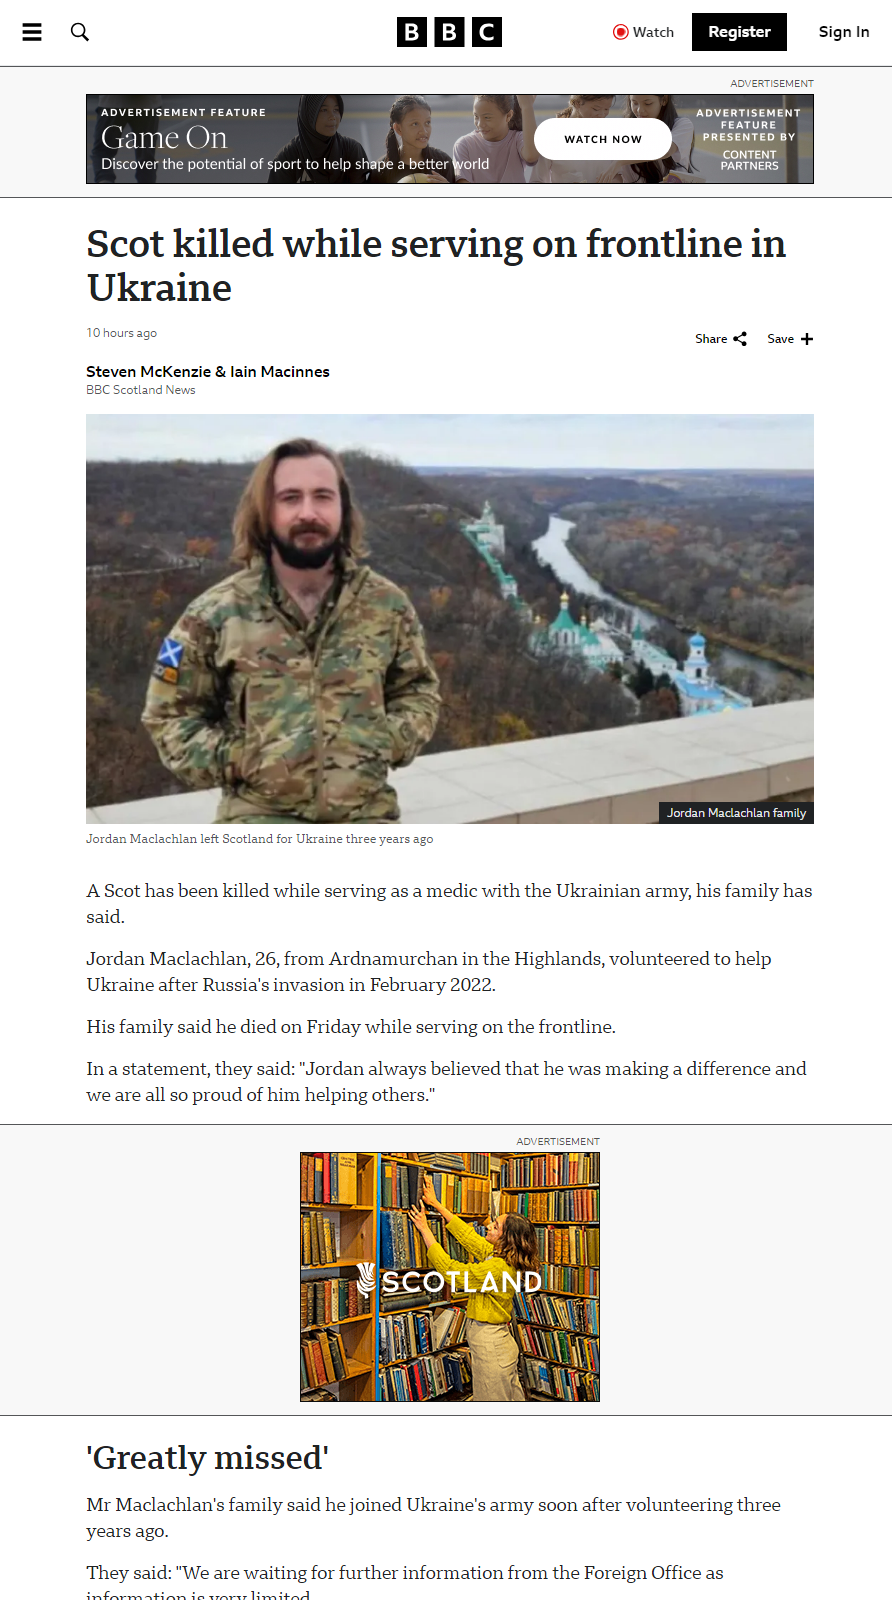 BBC
Watch
Register
Sign In
ADVERTISEMENT
ADVERTISEMENT FEATURE
Game On
Discover the potential of sport to help shape a better world
WATCH NOW
ADVERTISEMENT
FEATURE
PRESENTED BY
CONTENT
PARTNERS
Scot killed while serving on frontline in
Ukraine
10 hours ago
Share
Save
Steven McKenzie & Iain Macinnes
BBC Scotland News
Jordan Maclachlan family
Jordan Maclachlan left Scotland for Ukraine three years ago
A Scot has been killed while serving as a medic with the Ukrainian army, his family has
said.
Jordan Maclachlan, 26, from Ardnamurchan in the Highlands, volunteered to help
Ukraine after Russia's invasion in February 2022.
His family said he died on Friday while serving on the frontline.
In a statement, they said: "Jordan always believed that he was making a difference and
we are all so proud of him helping others."
ADVERTISEMENT
SCOTLAND
'Greatly missed'
Mr Maclachlan's family said he joined Ukraine's army soon after volunteering three
years ago.
They said: "We are waiting for further information from the Foreign Office as
information is very limited